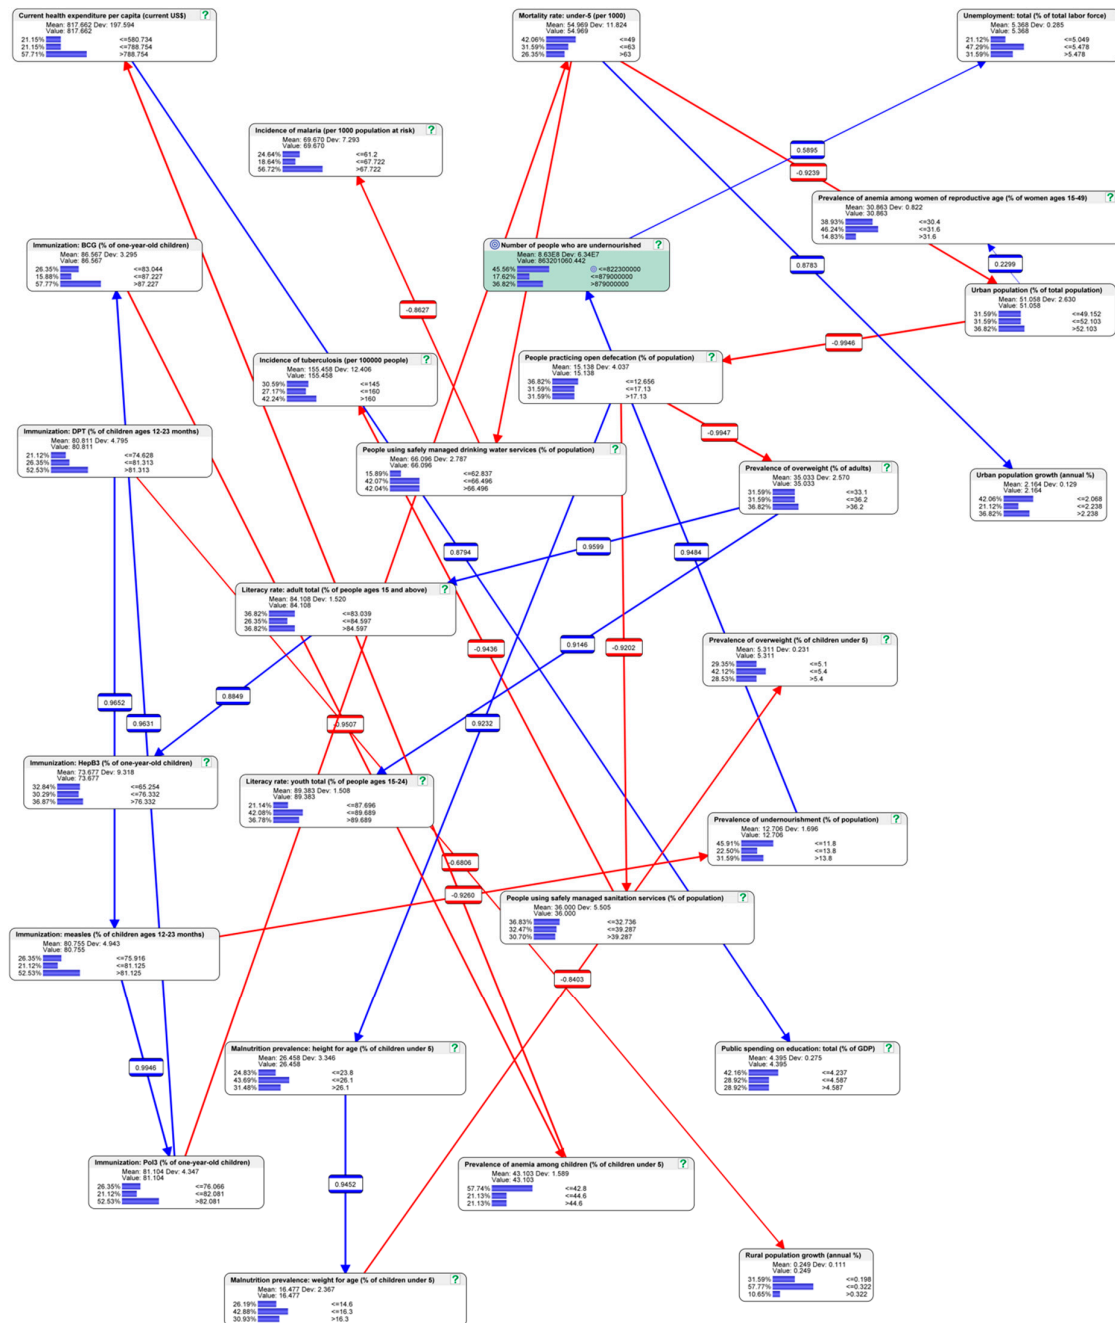 Current health expenditure per capita (current US$) ?
Mean: 817.662 Dev: 197.594
Value: 817.662
21.15% <=580.734
21.15% <=788.754
57.71% >788.754
Mortality rate: under-5 (per 1000) ?
Mean: 54.969 Dev: 11.824
Value: 54.969
42.06% <=49
31.59% <=63
26.35% >63
Unemployment: total (% of total labor force) ?
Mean: 5.368 Dev: 0.285
Value: 5.368
21.12% <=5.049
47.29% <=5.478
31.59% >5.478
Incidence of malaria (per 1000 population at risk) ?
Mean: 69.670 Dev: 7.293
Value: 69.670
24.64% <=61.2
18.64% <=67.722
56.72% >67.722
0.5895
-0.9239
Prevalence of anemia among women of reproductive age (% of women ages 15-49) ?
Mean: 30.863 Dev: 0.822
Value: 30.863
38.93% <=30.4
46.24% <=31.6
14.83% >31.6
Immunization: BCG (% of one-year-old children) ?
Mean: 86.567 Dev: 3.295
Value: 86.567
26.35% <=83.044
15.88% <=87.227
57.77% >87.227
Number of people who are undernourished ?
Mean: 8.63E8 Dev: 6.34E7
Value: 863201060.442
45.56% <=822300000
17.62% <=879000000
36.82% >879000000
0.8783
0.2299
Urban population (% of total population) ?
Mean: 51.058 Dev: 2.630
Value: 51.058
31.59% <=49.152
31.59% <=52.103
36.82% >52.103
-0.8627
-0.9946
Incidence of tuberculosis (per 100000 people) ?
Mean: 155.458 Dev: 12.406
Value: 155.458
30.59% <=145
27.17% <=160
42.24% >160
People practicing open defecation (% of population) ?
Mean: 15.138 Dev: 4.037
Value: 15.138
36.82% <=12.656
31.59% <=17.13
31.59% >17.13
Immunization: DPT (% of children ages 12-23 months) ?
Mean: 80.811 Dev: 4.795
Value: 80.811
21.12% <=74.628
26.35% <=81.313
52.53% >81.313
-0.9947
People using safely managed drinking water services (% of population) ?
Mean: 66.096 Dev: 2.787
Value: 66.096
15.89% <=62.837
42.07% <=66.496
42.04% >66.496
Prevalence of overweight (% of adults) ?
Mean: 35.033 Dev: 2.570
Value: 35.033
31.59% <=33.1
31.59% <=36.2
36.82% >36.2
Urban population growth (annual %) ?
Mean: 2.164 Dev: 0.129
Value: 2.164
42.06% <=2.068
21.12% <=2.238
36.82% >2.238
0.8794
0.9599
0.9484
Literacy rate: adult total (% of people ages 15 and above) ?
Mean: 84.108 Dev: 1.520
Value: 84.108
36.82% <=83.039
26.35% <=84.597
36.82% >84.597
-0.9436
0.9146
-0.9202
Prevalence of overweight (% of children under 5) ?
Mean: 5.311 Dev: 0.231
Value: 5.311
29.35% <=5.1
42.12% <=5.4
28.53% >5.4
0.9652
0.8849
0.9631
-0.9507
0.9232
Immunization: HepB3 (% of one-year-old children) ?
Mean: 73.677 Dev: 9.318
Value: 73.677
32.84% <=65.254
30.29% <=76.332
36.87% >76.332
Literacy rate: youth total (% of people ages 15-24) ?
Mean: 89.383 Dev: 1.508
Value: 89.383
21.14% <=87.696
42.08% <=89.689
36.78% >89.689
Prevalence of undernourishment (% of population) ?
Mean: 12.706 Dev: 1.696
Value: 12.706
45.91% <=11.8
22.50% <=13.8
31.59% >13.8
-0.6806
-0.9260
People using safely managed sanitation services (% of population) ?
Mean: 36.000 Dev: 5.505
Value: 36.000
36.83% <=32.736
32.47% <=39.287
30.70% >39.287
Immunization: measles (% of children ages 12-23 months) ?
Mean: 80.755 Dev: 4.943
Value: 80.755
26.35% <=75.916
21.12% <=81.125
52.53% >81.125
-0.8403
Malnutrition prevalence: height for age (% of children under 5) ?
Mean: 26.458 Dev: 3.346
Value: 26.458
24.83% <=23.8
43.69% <=26.1
31.48% >26.1
Public spending on education: total (% of GDP) ?
Mean: 4.395 Dev: 0.275
Value: 4.395
42.16% <=4.237
28.92% <=4.587
28.92% >4.587
0.9946
Immunization: Pol3 (% of one-year-old children) ?
Mean: 81.104 Dev: 4.347
Value: 81.104
26.35% <=76.066
21.12% <=82.081
52.53% >82.081
Prevalence of anemia among children (% of children under 5) ?
Mean: 43.103 Dev: 1.589
Value: 43.103
57.74% <=42.8
21.13% <=44.6
21.13% >44.6
0.9452
Rural population growth (annual %) ?
Mean: 0.249 Dev: 0.111
Value: 0.249
31.59% <=0.198
57.77% <=0.322
10.65% >0.322
Malnutrition prevalence: weight for age (% of children under 5) ?
Mean: 16.477 Dev: 2.367
Value: 16.477
26.19% <=14.6
42.88% <=16.3
30.93% >16.3